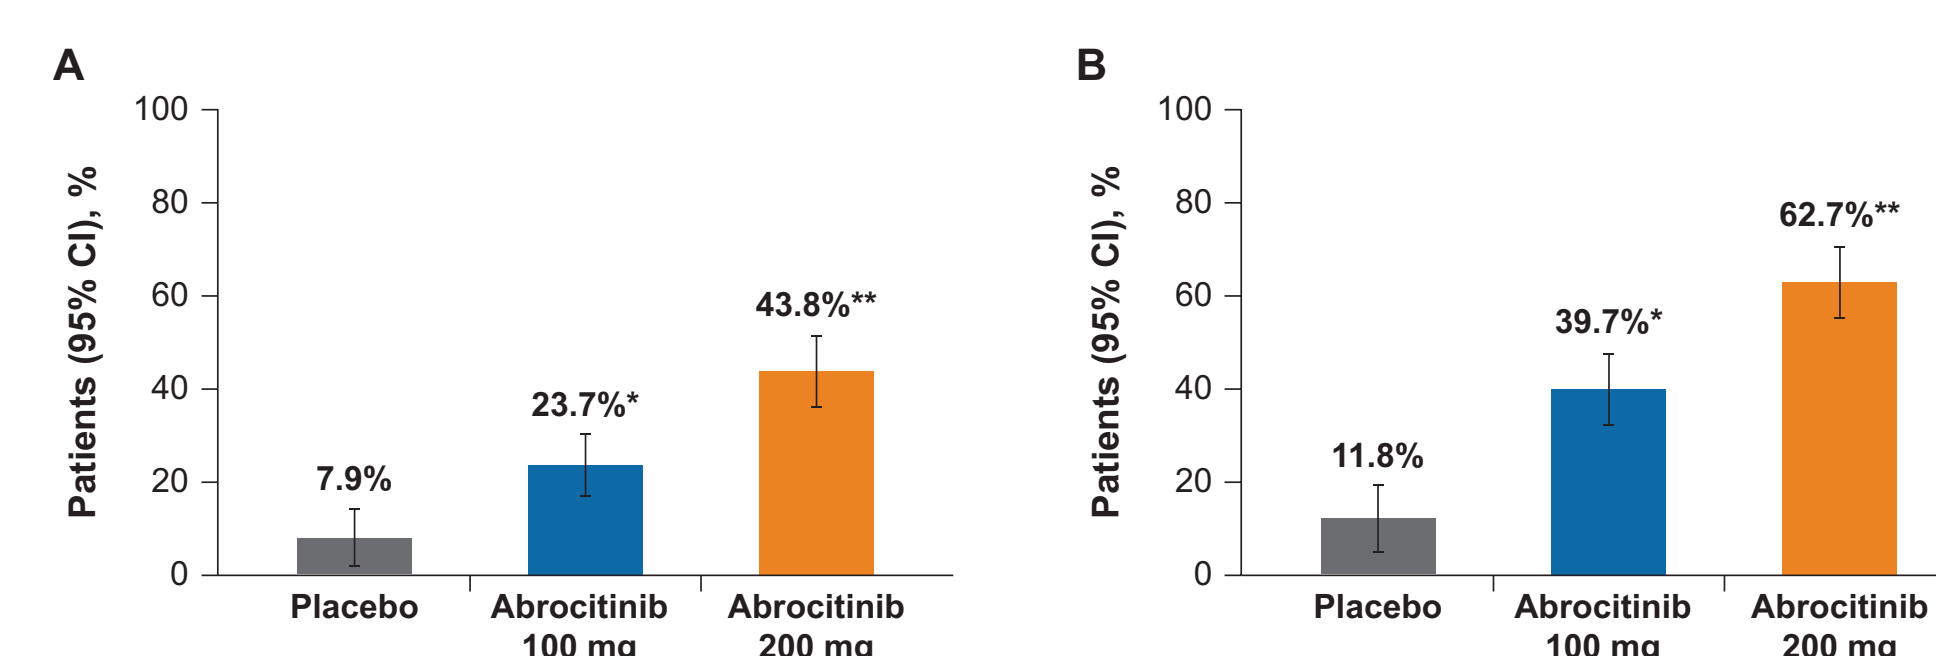 A
Patients (95% CI), %
100
80
60
40
20
0
7.9%
23.7%*
43.8%**
Placebo
Abrocitinib
100 mg
Abrocitinib
200 mg
B
Patients (95% CI), %
100
80
60
40
20
0
11.8%
39.7%*
62.7%**
Placebo
Abrocitinib
100 mg
Abrocitinib
200 mg